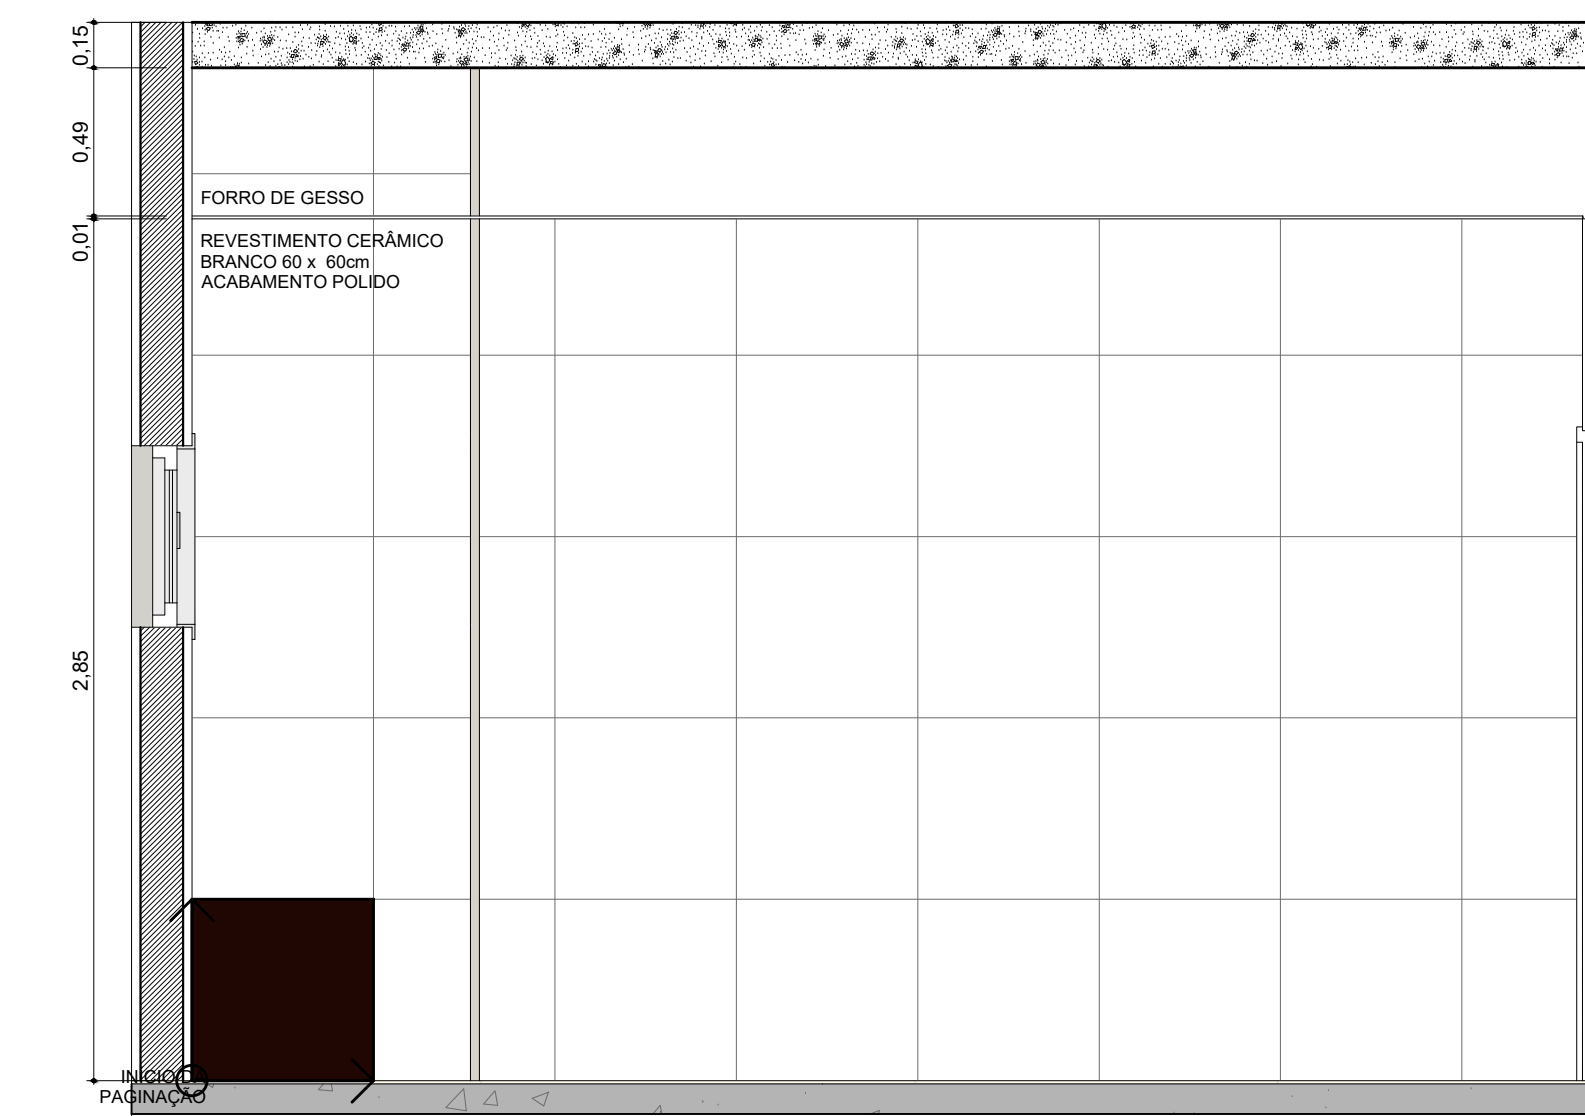 0,15
0,49
FORRO DE GESSO
0,01
REVESTIMENTO CERÂMICO
BRANCO 60 x  60cm
ACABAMENTO POLIDO
2,85
INÍCIO DA
PAGINAÇÃO